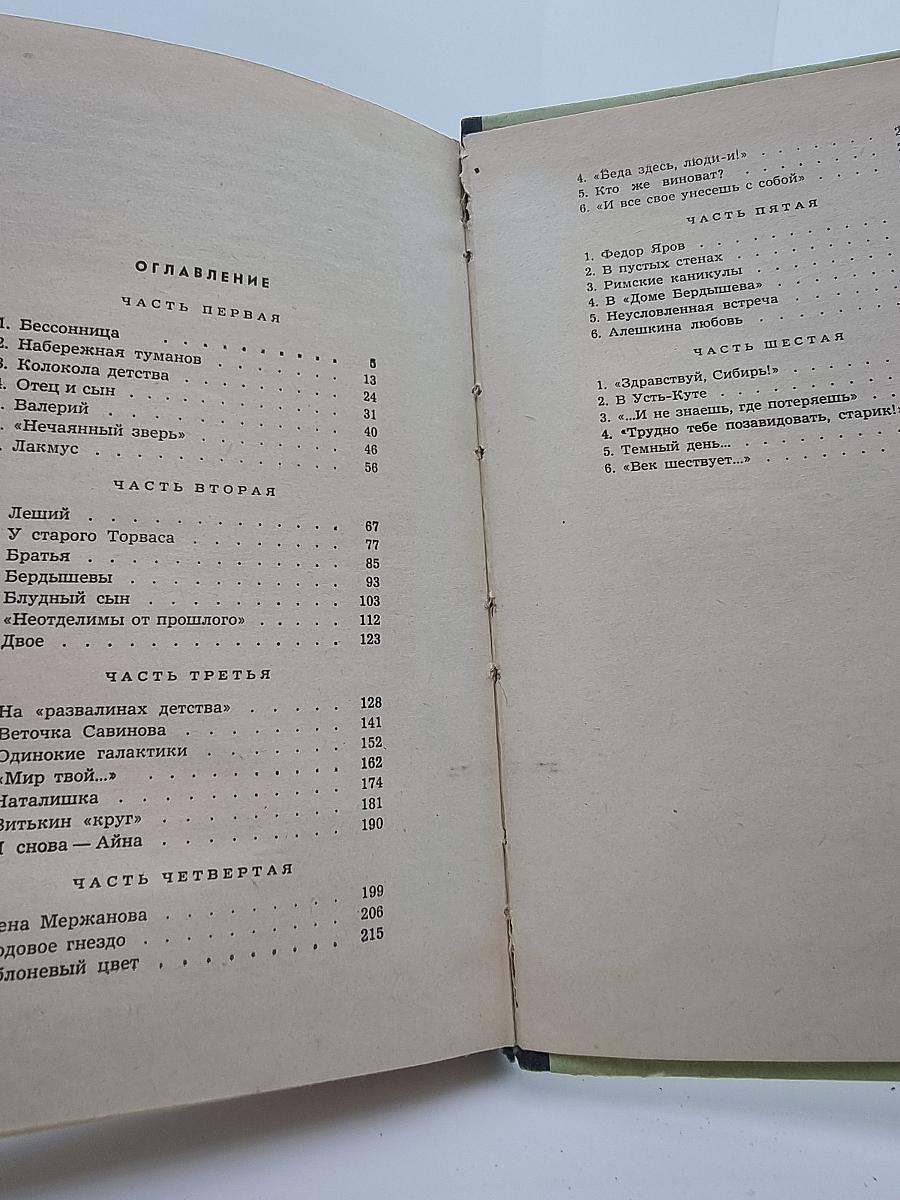 ОГЛАВЛЕНИЕ
ЧАСТЬ ПЕРВАЯ
1. Бессонница . . . . . . . . . 5
2. Набережная туманов . . . . . . 13
3. Колокола детства . . . . . . . 24
4. Отец и сын . . . . . . . . . 31
. Валерий . . . . . . . . . . 40
. «Нечаянный зверь» . . . . . . 46
. Лакмус . . . . . . . . . . 56
ЧАСТЬ ВТОРАЯ
Леший . . . . . . . . . . 67
У старого Торваса . . . . . . 77
Братья . . . . . . . . . . 85
Бердышевы . . . . . . . . 93
Блудный сын . . . . . . . . 103
«Неотделимы от прошлого» . . . . . 112
Двое . . . . . . . . . . . 123
ЧАСТЬ ТРЕТЬЯ
На «развалинах детства» . . . . . 128
Веточка Савинова . . . . . . . 141
Одинокие галактики . . . . . . 152
«Мир твой...» . . . . . . . . 162
Наталишка . . . . . . . . . 174
Витькин «круг» . . . . . . . . 181
снова — Айна . . . . . . . . 190
ЧАСТЬ ЧЕТВЕРТАЯ
ена Мержанова . . . . . . . 199
одовое гнездо . . . . . . . . 206
блоневый цвет . . . . . . . . 215
4. «Беда здесь, люди-и!» . . . . . . 2
5. Кто же виноват? . . . . . . .
6. «И все свое унесешь с собой» . . . .
ЧАСТЬ ПЯТАЯ
1. Федор Яров . . . . . . . . .
2. В пустых стенах . . . . . . .
3. Римские каникулы . . . . . . .
4. В «Доме Бердышева» . . . . . .
5. Неусловленная встреча . . . . . .
6. Алешкина любовь . . . . . . .
ЧАСТЬ ШЕСТАЯ
1. «Здравствуй, Сибирь!» . . . . . .
2. В Усть-Куте . . . . . . . . .
3. «...И не знаешь, где потеряешь» . .
4. «Трудно тебе позавидовать, старик!»
5. Темный день... . . . . . . . .
6. «Век шествует...» . . . . . . .